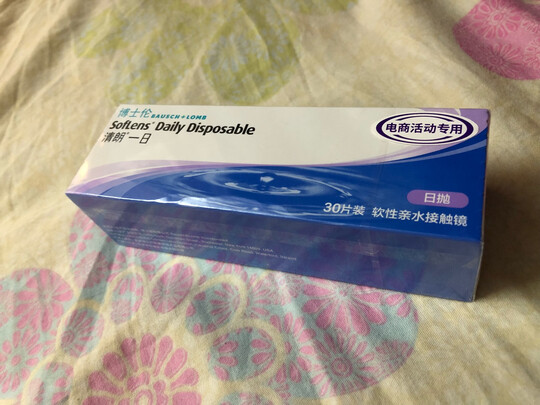 博士伦 BAUSCH + LOMB
SofLens® Daily Disposable
清朗®一日
电商活动专用
日抛
30片装 软性亲水接触镜